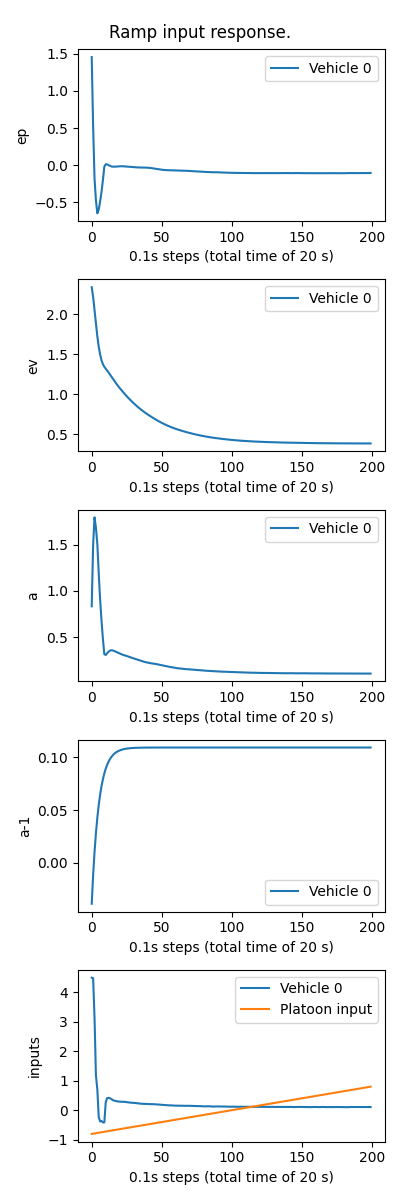 Ramp input response.
1.5
1.0
0.5
0.0
−0.5
ep
Vehicle 0
0 50 100 150 200
0.1s steps (total time of 20 s)
2.0
1.5
1.0
0.5
ev
Vehicle 0
0 50 100 150 200
0.1s steps (total time of 20 s)
1.5
1.0
0.5
a
Vehicle 0
0 50 100 150 200
0.1s steps (total time of 20 s)
0.10
0.05
0.00
a-1
Vehicle 0
0 50 100 150 200
0.1s steps (total time of 20 s)
4
3
2
1
0
−1
inputs
Vehicle 0
Platoon input
0 50 100 150 200
0.1s steps (total time of 20 s)